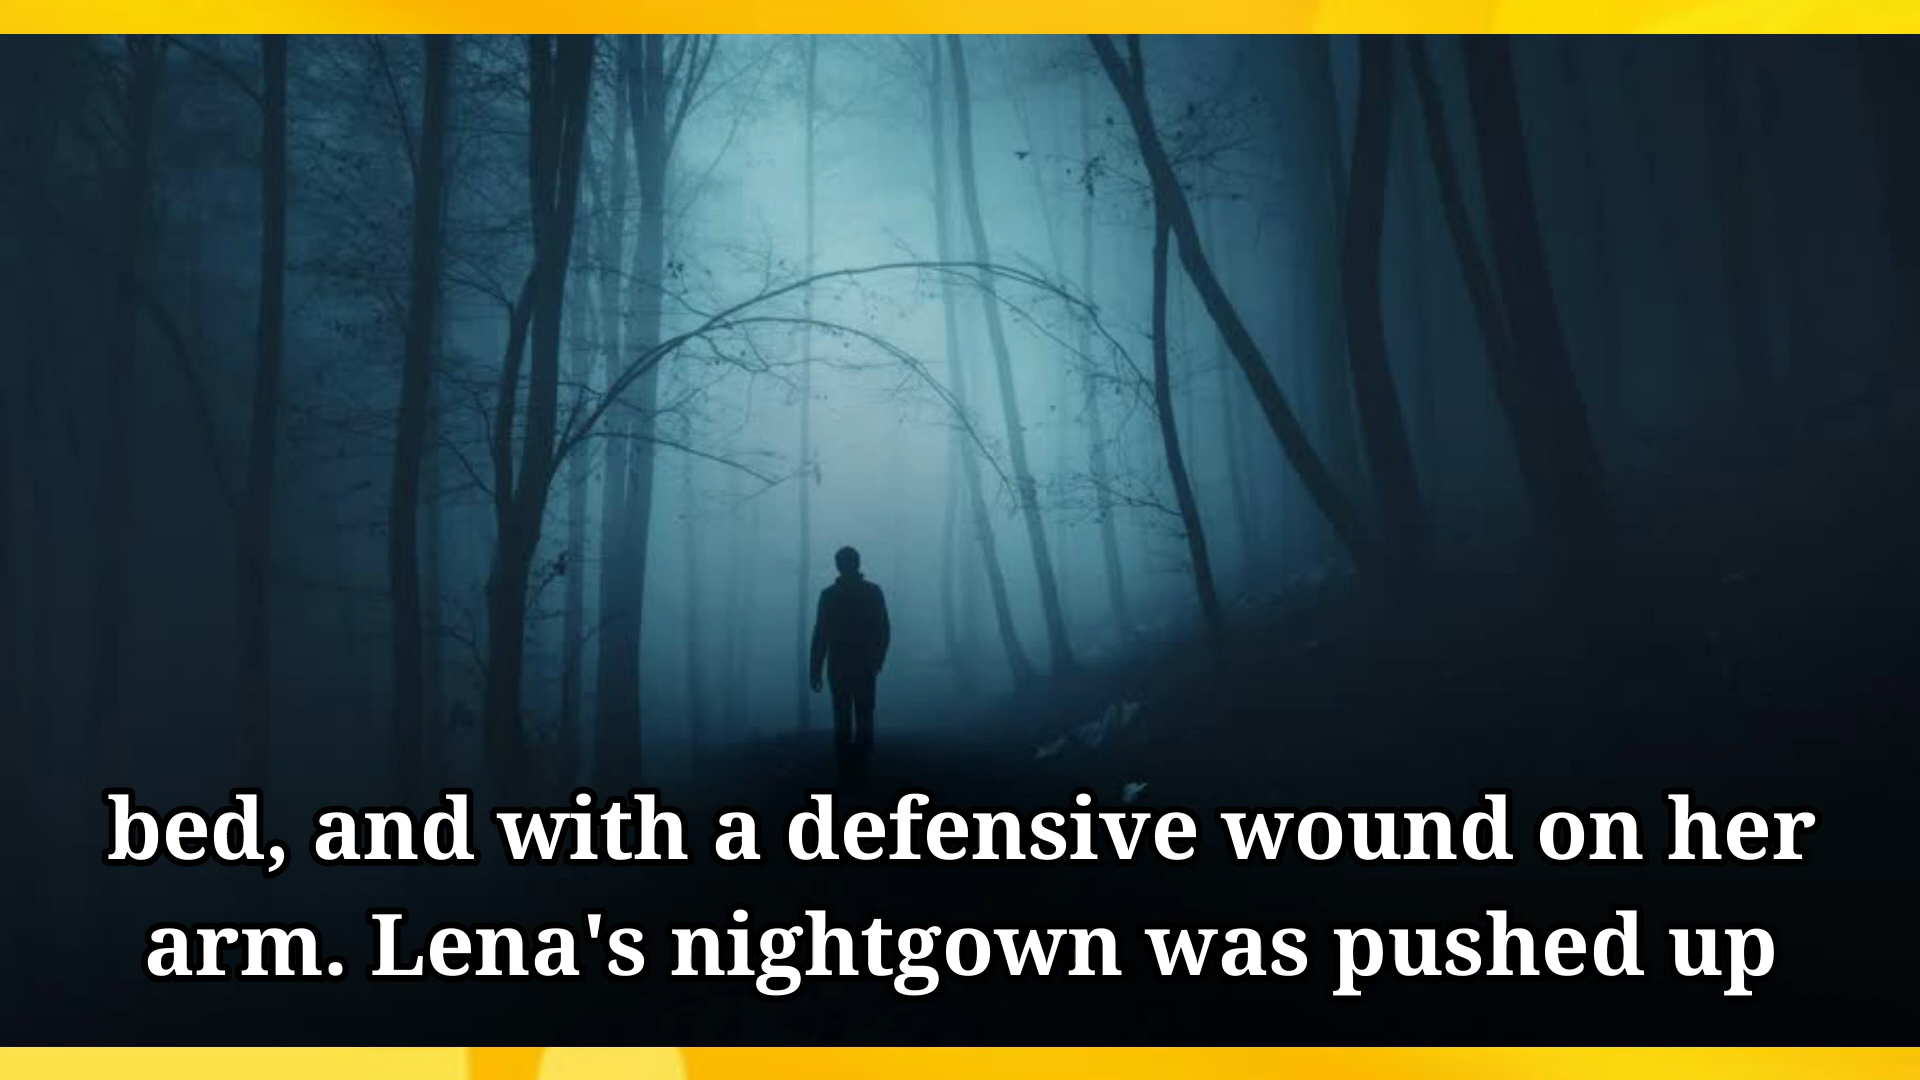 bed, and with a defensive wound on her
arm. Lena's nightgown was pushed up